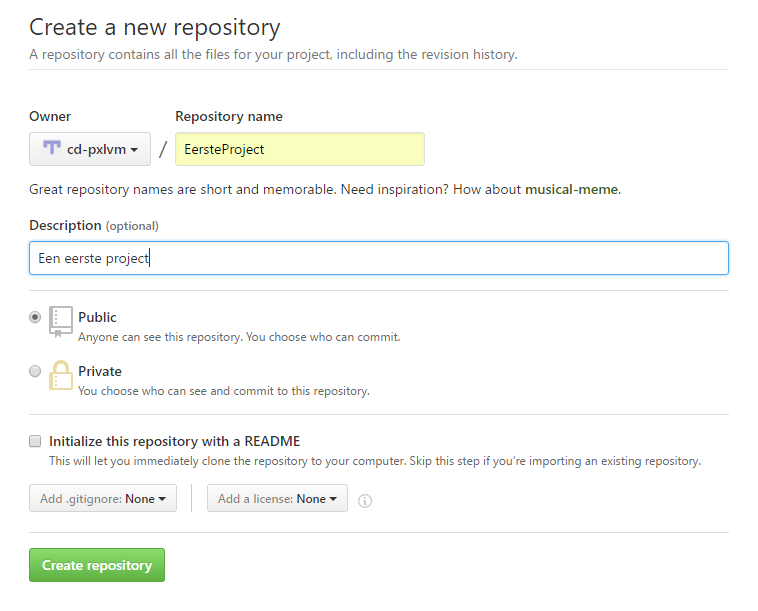 Create a new repository
A repository contains all the files for your project, including the revision history.
Owner Repository name
cd-pxlvm / EersteProject
Great repository names are short and memorable. Need inspiration? How about musical-meme.
Description (optional)
Een eerste project
Public
Anyone can see this repository. You choose who can commit.
Private
You choose who can see and commit to this repository.
Initialize this repository with a README
This will let you immediately clone the repository to your computer. Skip this step if you’re importing an existing repository.
Add .gitignore: None Add a license: None
Create repository